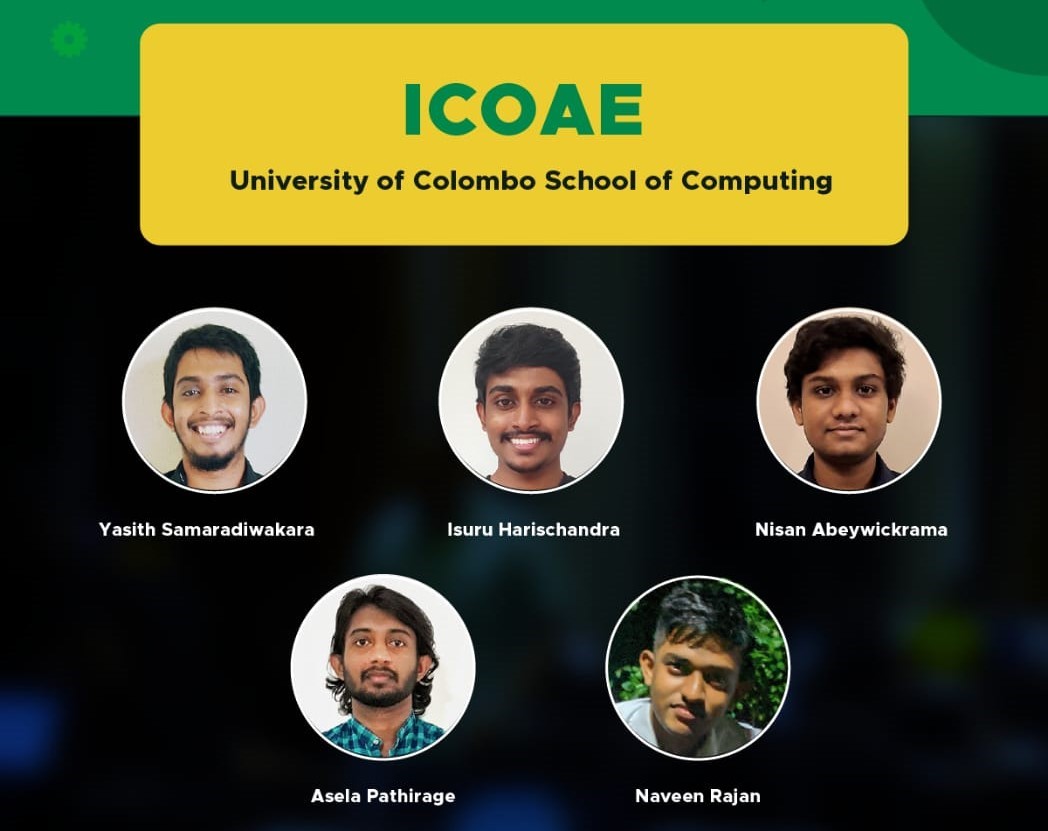 ICOAE
University of Colombo School of Computing
Yasith Samaradiwakara
Isuru Harischandra
Nisan Abeywickrama
Asela Pathirage
Naveen Rajan